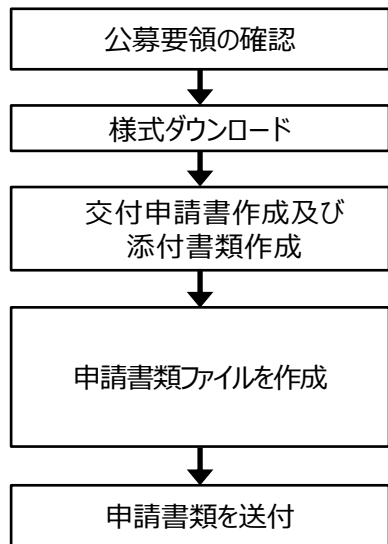 公募要領の確認
様式ダウンロード
交付申請書作成及び
添付書類作成
申請書類ファイルを作成
申請書類を送付